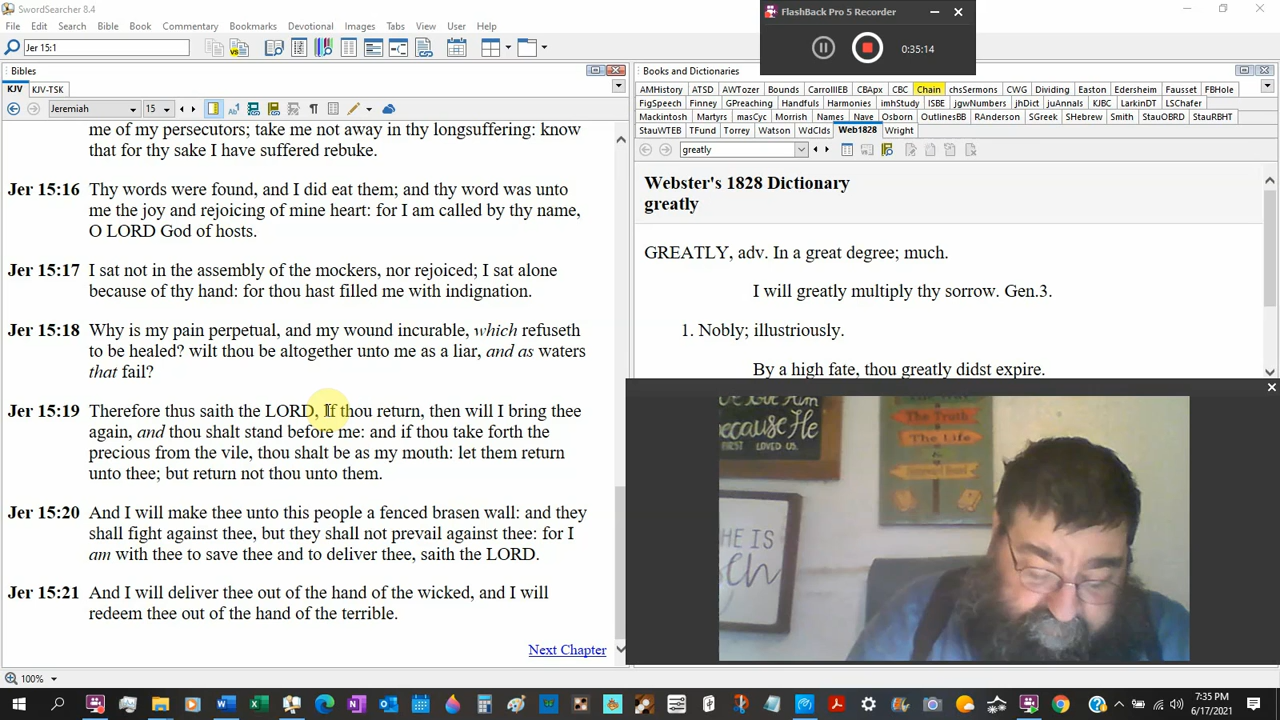 SwordSearcher 8.4
File Edit Search Bible Library Commentary Bookmarks Devotional Images Tabs View User Help
Jer 15:1
Bibles
KJV KJV-TSK
Jeremiah 15
me of my persecutors; take me not away in thy longsuffering: know
that for thy sake I have suffered rebuke.
Jer 15:16 Thy words were found, and I did eat them; and thy word was unto
me the joy and rejoicing of mine heart: for I am called by thy name,
O LORD God of hosts.
Jer 15:17 I sat not in the assembly of the mockers, nor rejoiced; I sat alone
because of thy hand: for thou hast filled me with indignation.
Jer 15:18 Why is my pain perpetual, and my wound incurable, which refuseth
to be healed? wilt thou be altogether unto me as a liar, and as waters
that fail?
Jer 15:19 Therefore thus saith the LORD, If thou return, then will I bring thee
again, and thou shalt stand before me: and if thou take forth the
precious from the vile, thou shalt be as my mouth: let them return
unto thee; but return not thou unto them.
Jer 15:20 And I will make thee unto this people a fenced brasen wall: and they
shall fight against thee, but they shall not prevail against thee: for I
am with thee to save thee and to deliver thee, saith the LORD.
Jer 15:21 And I will deliver thee out of the hand of the wicked, and I will
redeem thee out of the hand of the terrible.
Next Chapter
100%
FlashBack Pro 5 Recorder
0:35:14
Books and Dictionaries
AMHistory ATSD AWTozer Bounds CarrollEB CBApx CBC Chain chsSermons CWG Dividing Easton Edersheim Fausset FBHole
FigSpeech Finney GPreaching Handfuls Harmonies imhStudy ISBE jgwNumbers jhDict juAnnals KJBC LarkinDT LSChafer
Mackintosh Martyrs masCyc Morrish Names Nave Osborn OutlinesBB RAnderson SGreek SHebrew Smith StauOBRD StauRBHT
StauWTEB TFund Torrey Watson WdClds Web1828 Wright
greatly
Webster's 1828 Dictionary
greatly
GREATLY, adv. In a great degree; much.
I will greatly multiply thy sorrow. Gen.3.
1. Nobly; illustriously.
By a high fate, thou greatly didst expire.
because He
FIRST LOVED US.
The Truth
The Life
HE IS
7:35 PM
6/17/2021